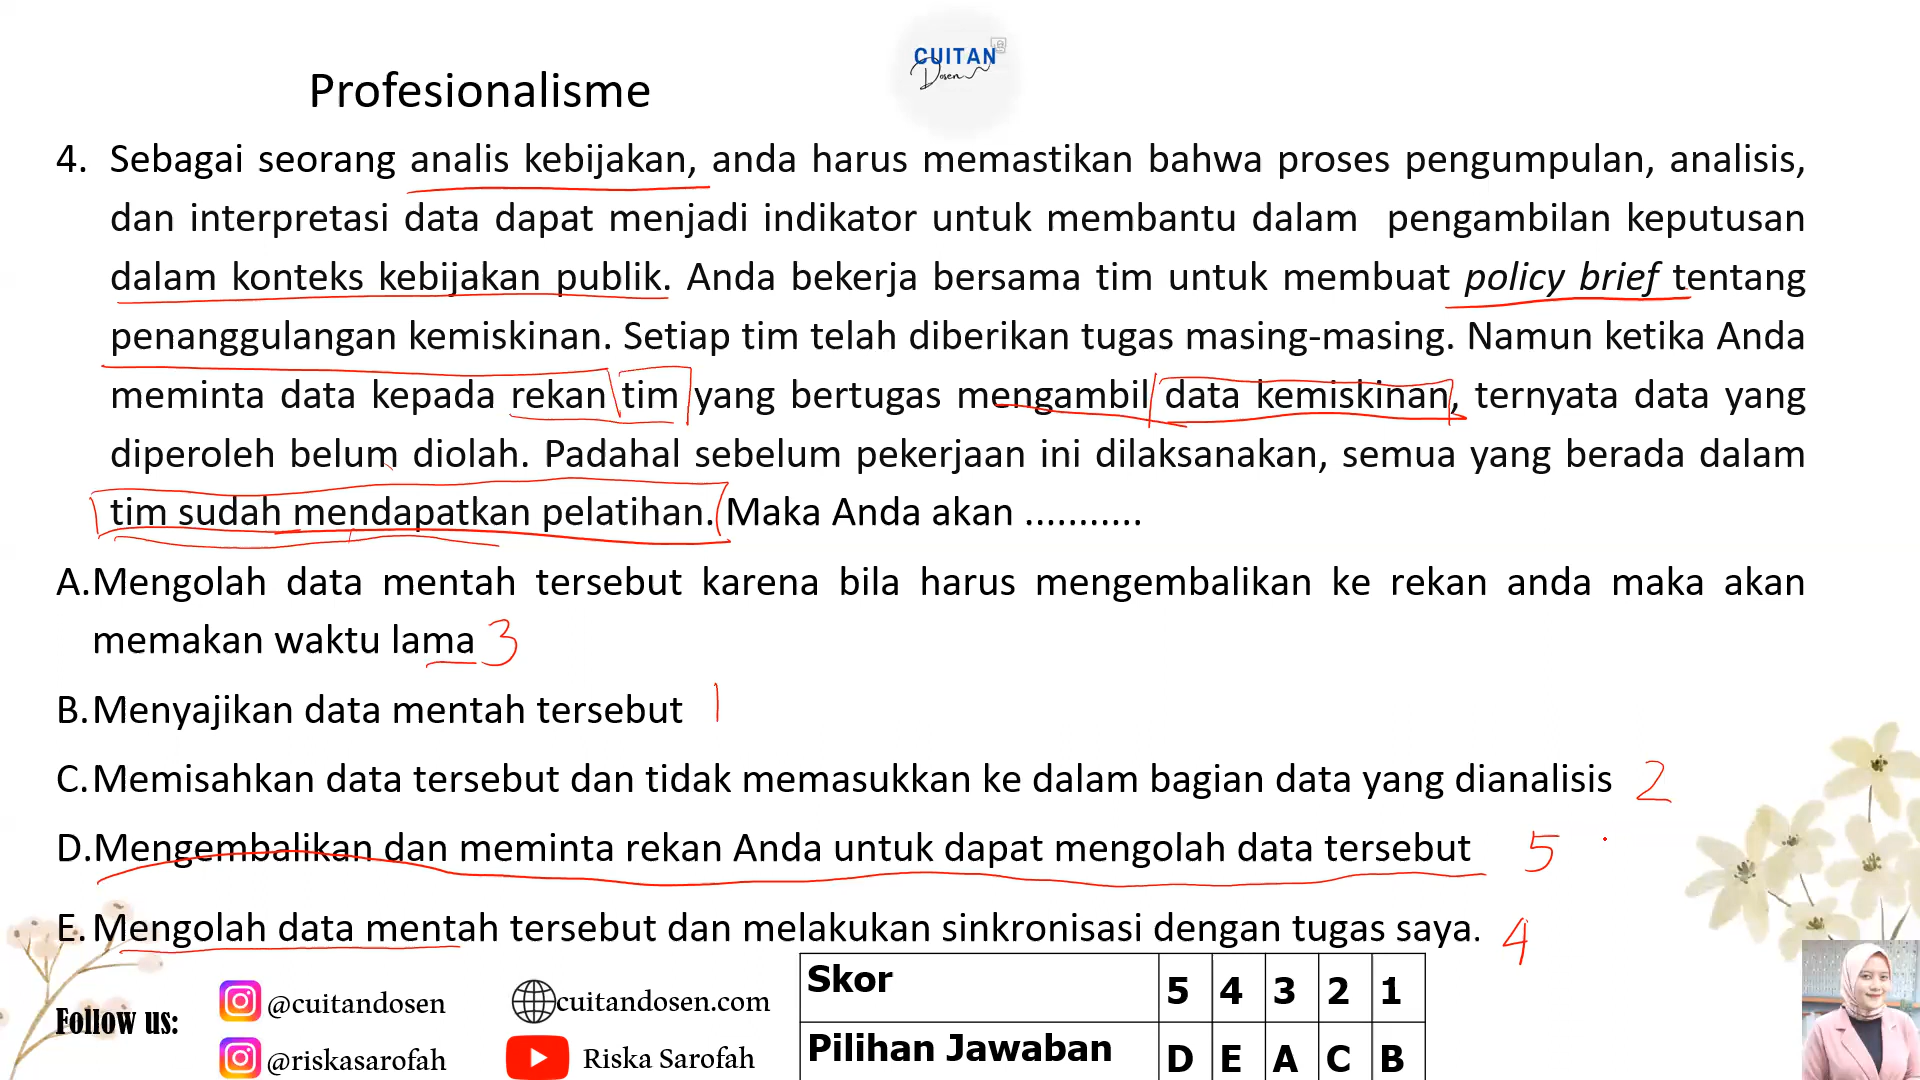 CUITAN
Dosen
Profesionalisme
4. Sebagai seorang analis kebijakan, anda harus memastikan bahwa proses pengumpulan, analisis,
dan interpretasi data dapat menjadi indikator untuk membantu dalam pengambilan keputusan
dalam konteks kebijakan publik. Anda bekerja bersama tim untuk membuat policy brief tentang
penanggulangan kemiskinan. Setiap tim telah diberikan tugas masing-masing. Namun ketika Anda
meminta data kepada rekan tim yang bertugas mengambil data kemiskinan, ternyata data yang
diperoleh belum diolah. Padahal sebelum pekerjaan ini dilaksanakan, semua yang berada dalam
tim sudah mendapatkan pelatihan. Maka Anda akan ...........
A. Mengolah data mentah tersebut karena bila harus mengembalikan ke rekan anda maka akan
memakan waktu lama 3
B. Menyajikan data mentah tersebut 1
C. Memisahkan data tersebut dan tidak memasukkan ke dalam bagian data yang dianalisis 2
D. Mengembalikan dan meminta rekan Anda untuk dapat mengolah data tersebut 5
E. Mengolah data mentah tersebut dan melakukan sinkronisasi dengan tugas saya. 4
Skor 5 4 3 2 1
Pilihan Jawaban D E A C B
Follow us:
@cuitandosen cuitandosen.com
@riskasarofah Riska Sarofah